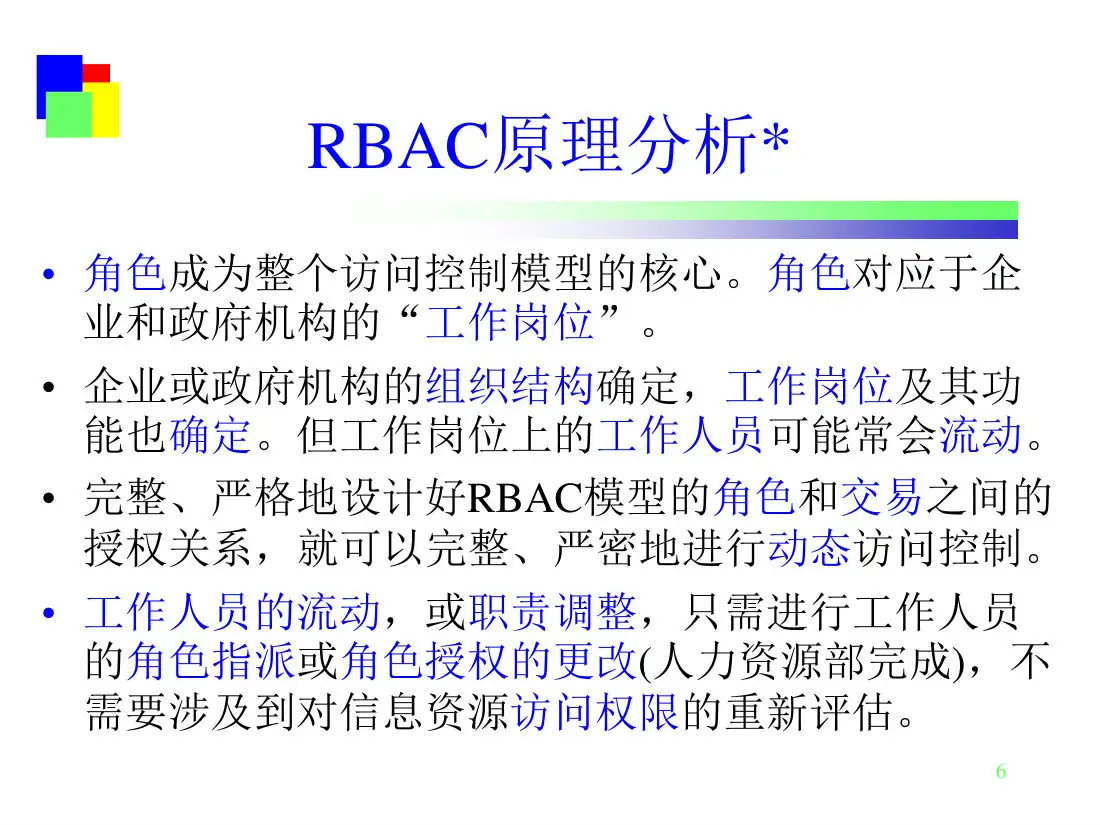 RBAC原理分析*
• 角色成为整个访问控制模型的核心。角色对应于企
业和政府机构的“工作岗位”。
• 企业或政府机构的组织结构确定，工作岗位及其功
能也确定。但工作岗位上的工作人员可能常会流动。
• 完整、严格地设计好RBAC模型的角色和交易之间的
授权关系，就可以完整、严密地进行动态访问控制。
• 工作人员的流动，或职责调整，只需进行工作人员
的角色指派或角色授权的更改(人力资源部完成)，不
需要涉及到对信息资源访问权限的重新评估。
6